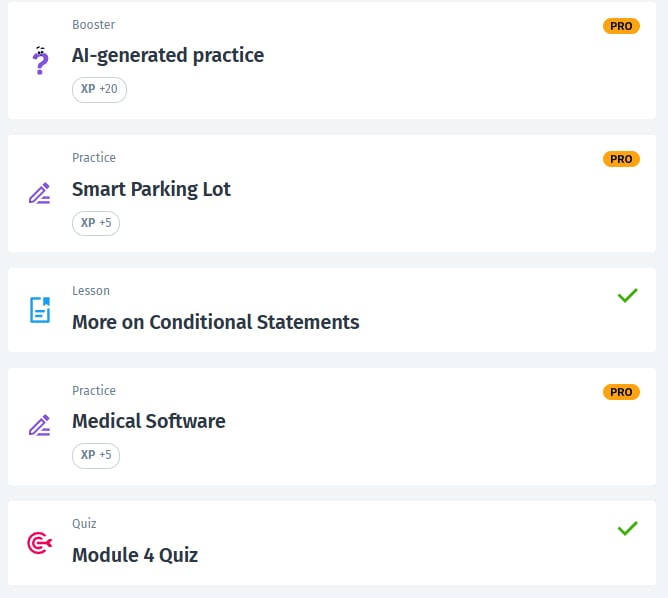 Booster
PRO
AI-generated practice
XP +20
Practice
PRO
Smart Parking Lot
XP +5
Lesson
More on Conditional Statements
Practice
PRO
Medical Software
XP +5
Quiz
Module 4 Quiz